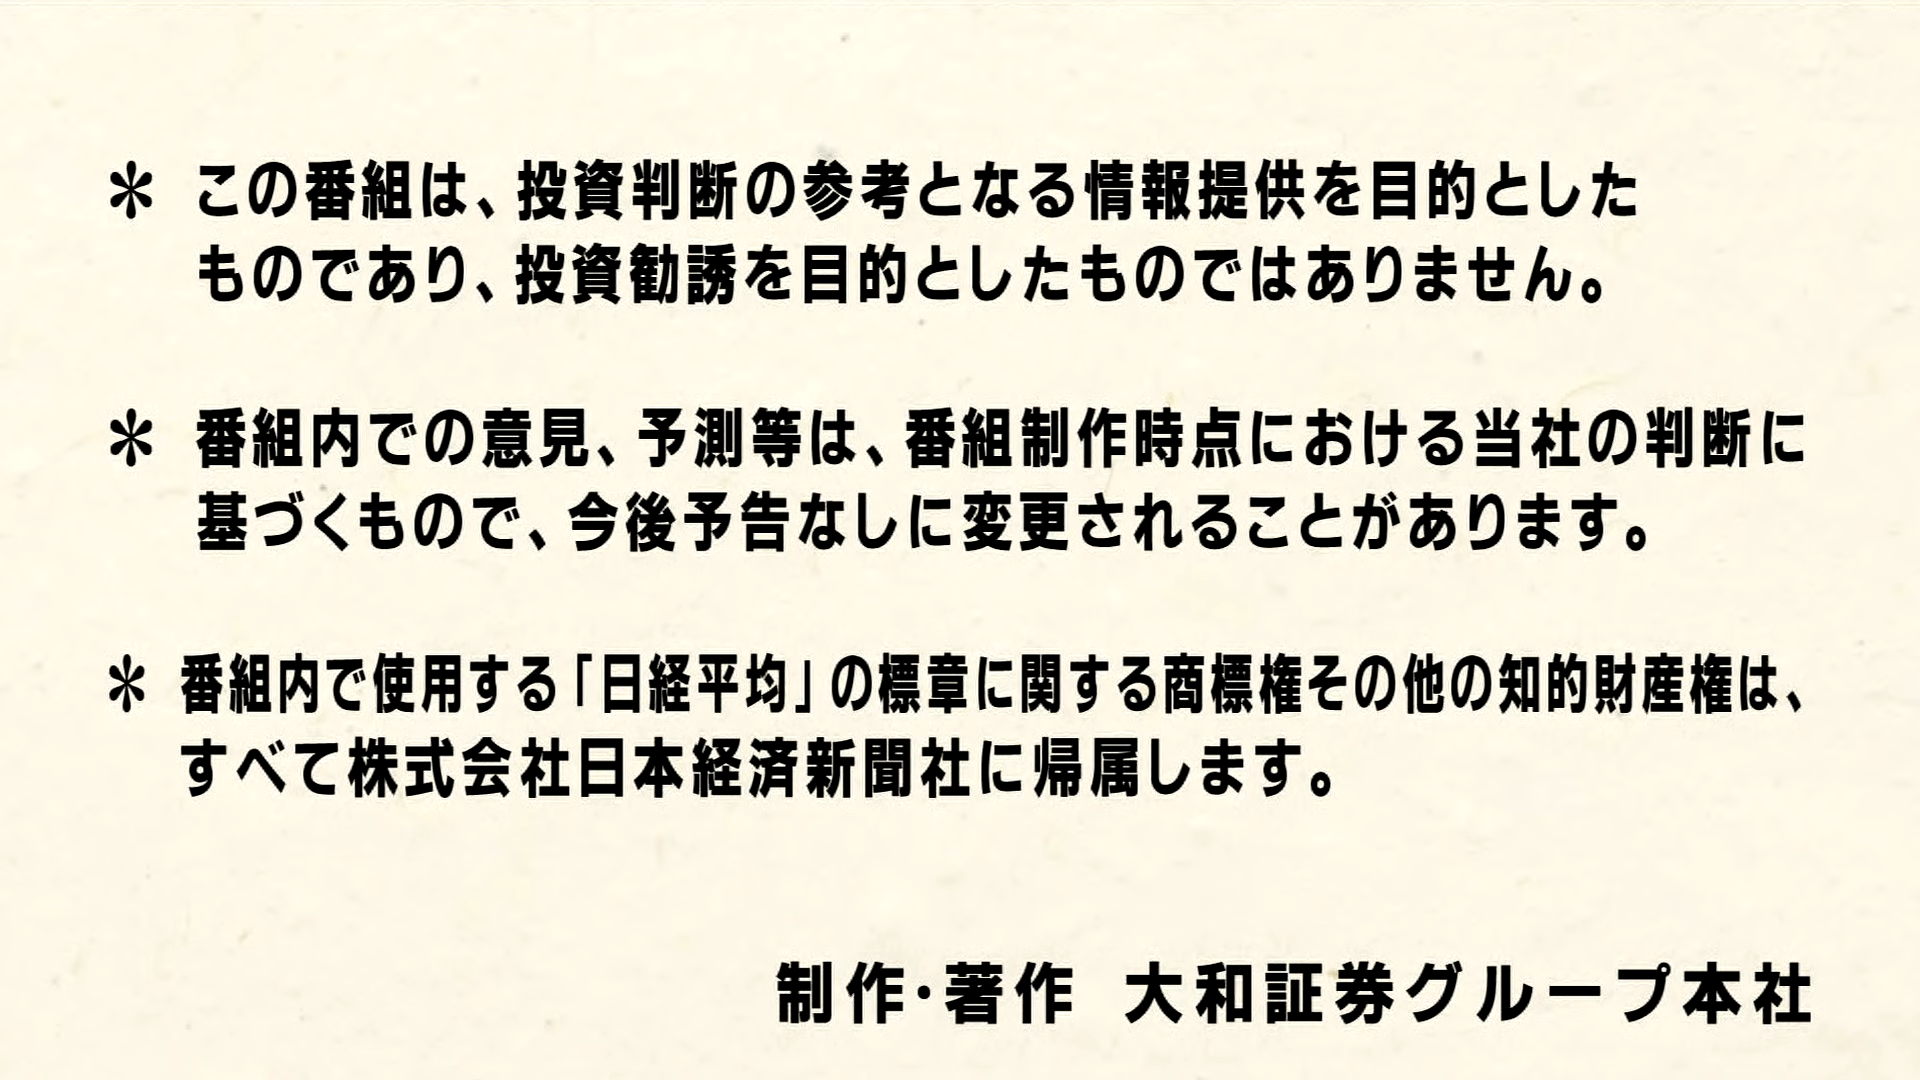 ＊ この番組は、投資判断の参考となる情報提供を目的とした
ものであり、投資勧誘を目的としたものではありません。
＊ 番組内での意見、予測等は、番組制作時点における当社の判断に
基づくもので、今後予告なしに変更されることがあります。
＊ 番組内で使用する「日経平均」の標章に関する商標権その他の知的財産権は、
すべて株式会社日本経済新聞社に帰属します。
制作・著作 大和証券グループ本社